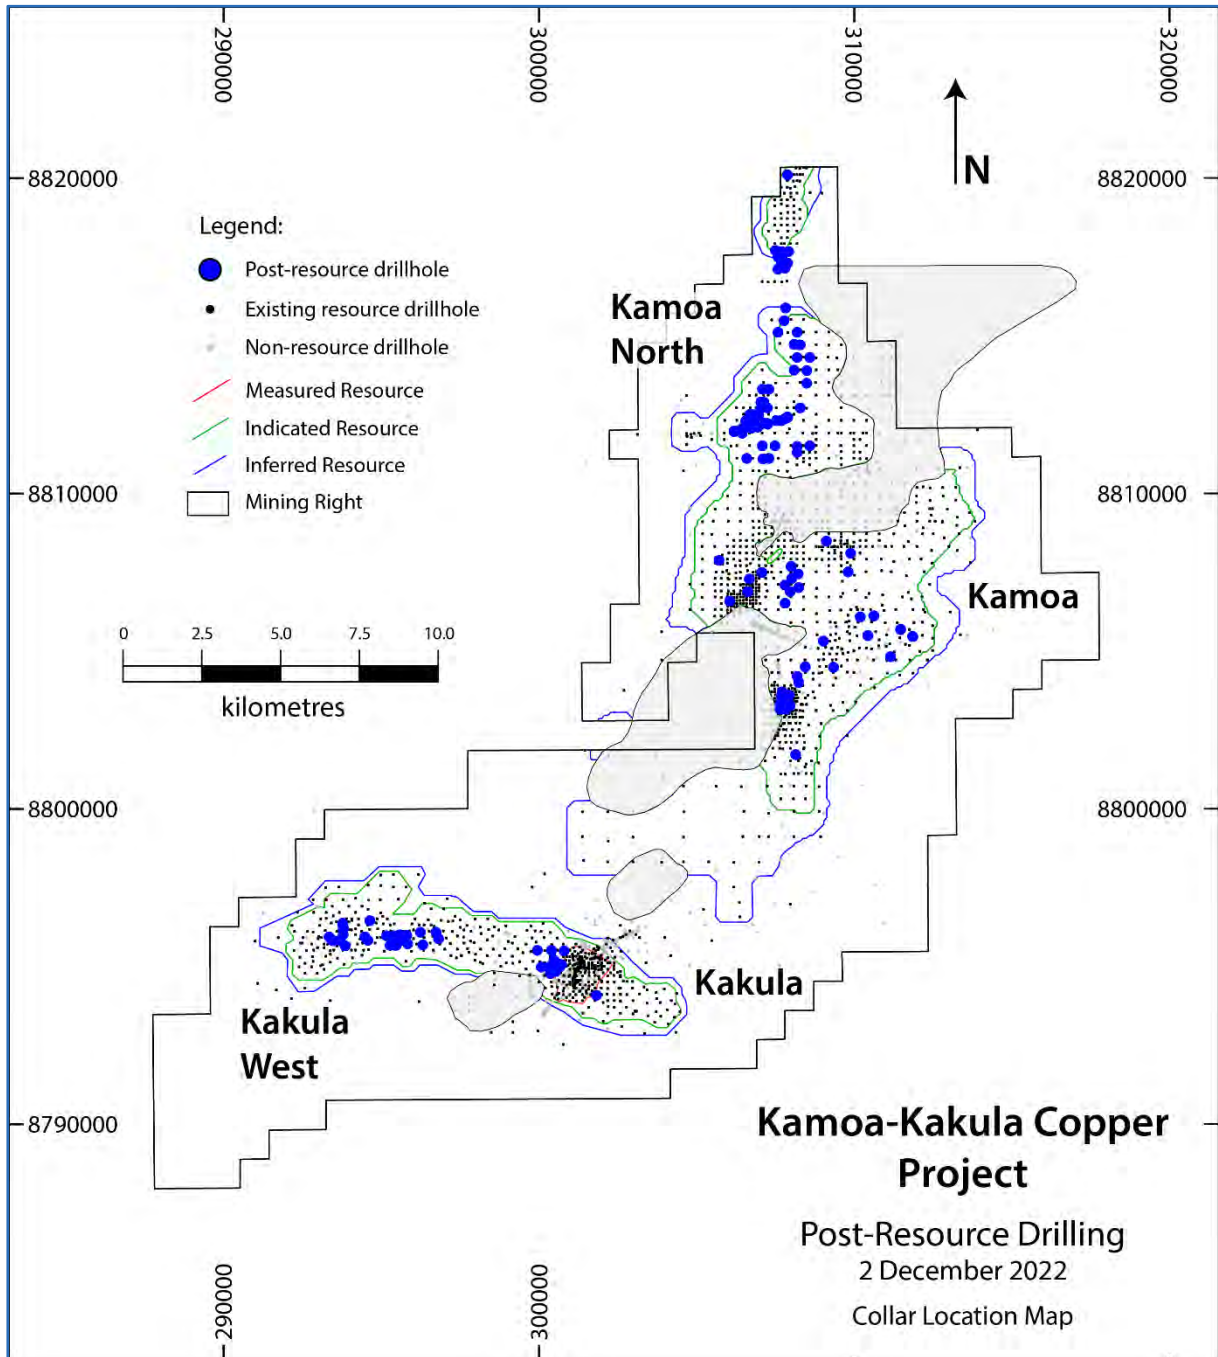 290000
300000
310000
320000
N
8820000
8820000
Legend:
Post-resource drillhole
Existing resource drillhole
Non-resource drillhole
Measured Resource
Indicated Resource
Inferred Resource
Mining Right
Kamoa
North
8810000
8810000
Kamoa
0 2.5 5.0 7.5 10.0
kilometres
8800000
8800000
Kakula
Kakula
West
8790000
Kamoa-Kakula Copper
Project
Post-Resource Drilling
2 December 2022
Collar Location Map
290000
300000